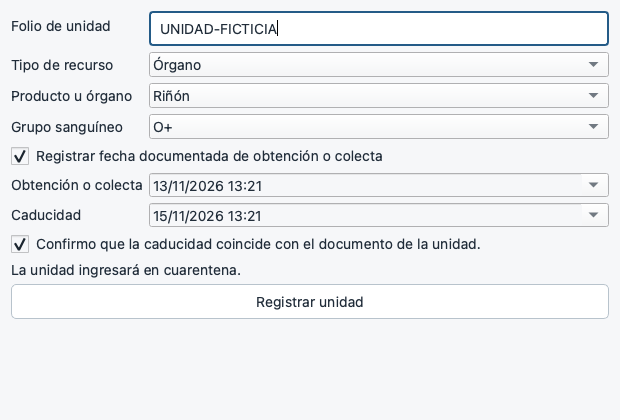 Folio de unidad UNIDAD-FICTICIA
Tipo de recurso Órgano
Producto u órgano Riñón
Grupo sanguíneo O+
Registrar fecha documentada de obtención o colecta
Obtención o colecta 13/11/2026 13:21
Caducidad 15/11/2026 13:21
Confirmo que la caducidad coincide con el documento de la unidad.
La unidad ingresará en cuarentena.
Registrar unidad